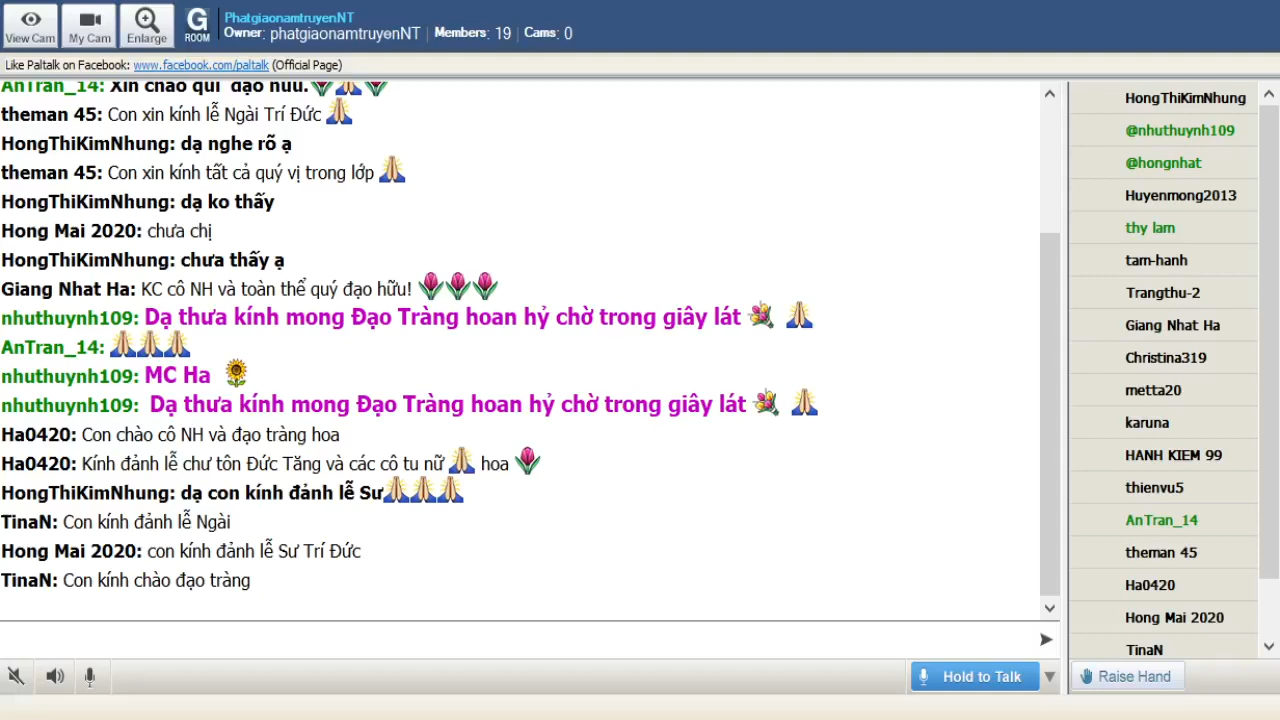 View Cam
My Cam
Enlarge
G
ROOM
PhatgiaonamtruyenNT
Owner: phatgiaonamtruyenNT | Members: 19 | Cams: 0
Like Paltalk on Facebook: www.facebook.com/paltalk (Official Page)
AnTran_14: Xin chào quí đạo hữu.
theman 45: Con xin kính lễ Ngài Trí Đức
HongThiKimNhung: dạ nghe rõ ạ
theman 45: Con xin kính tất cả quý vị trong lớp
HongThiKimNhung: dạ ko thấy
Hong Mai 2020: chưa chị
HongThiKimNhung: chưa thấy ạ
Giang Nhat Ha: KC cô NH và toàn thể quý đạo hữu!
nhuthuynh109: Dạ thưa kính mong Đạo Tràng hoan hỷ chờ trong giây lát
AnTran_14:
nhuthuynh109: MC Ha
nhuthuynh109: Dạ thưa kính mong Đạo Tràng hoan hỷ chờ trong giây lát
Ha0420: Con chào cô NH và đạo tràng hoa
Ha0420: Kính đảnh lễ chư tôn Đức Tăng và các cô tu nữ hoa
HongThiKimNhung: dạ con kính đảnh lễ Sư
TinaN: Con kính đảnh lễ Ngài
Hong Mai 2020: con kính đảnh lễ Sư Trí Đức
TinaN: Con kính chào đạo tràng
Hold to Talk
HongThiKimNhung
@nhuthuynh109
@hongnhat
Huyenmong2013
thy lam
tam-hanh
Trangthu-2
Giang Nhat Ha
Christina319
metta20
karuna
HANH KIEM 99
thienvu5
AnTran_14
theman 45
Ha0420
Hong Mai 2020
TinaN
Raise Hand